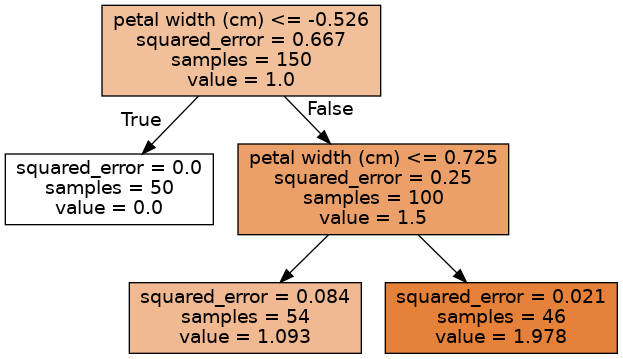 petal width (cm) <= -0.526
squared_error = 0.667
samples = 150
value = 1.0
True
False
squared_error = 0.0
samples = 50
value = 0.0
petal width (cm) <= 0.725
squared_error = 0.25
samples = 100
value = 1.5
squared_error = 0.084
samples = 54
value = 1.093
squared_error = 0.021
samples = 46
value = 1.978